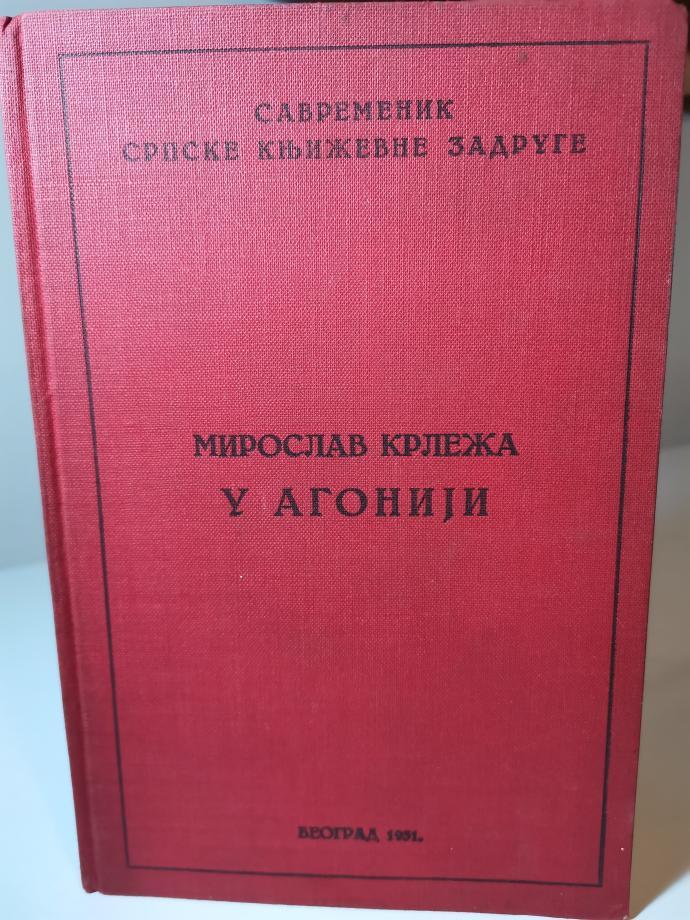 САВРЕМЕНИК
СРПСКЕ КЊИЖЕВНЕ ЗАДРУГЕ
МИРОСЛАВ КРЛЕЖА
У АГОНИЈИ
БЕОГРАД 1931.